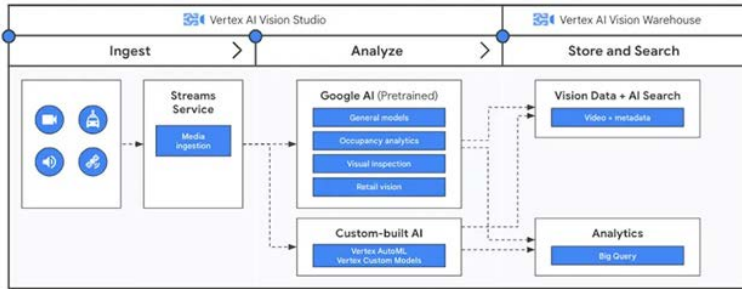 Vertex AI Vision Studio
Vertex AI Vision Warehouse
Ingest
Analyze
Store and Search
Streams
Service
Media
ingestion
Google AI (Pretrained)
General models
Occupancy analytics
Visual Inspection
Retail vision
Custom-built AI
Vertex AutoML
Vertex Custom Models
Vision Data + AI Search
Video + metadata
Analytics
Big Query